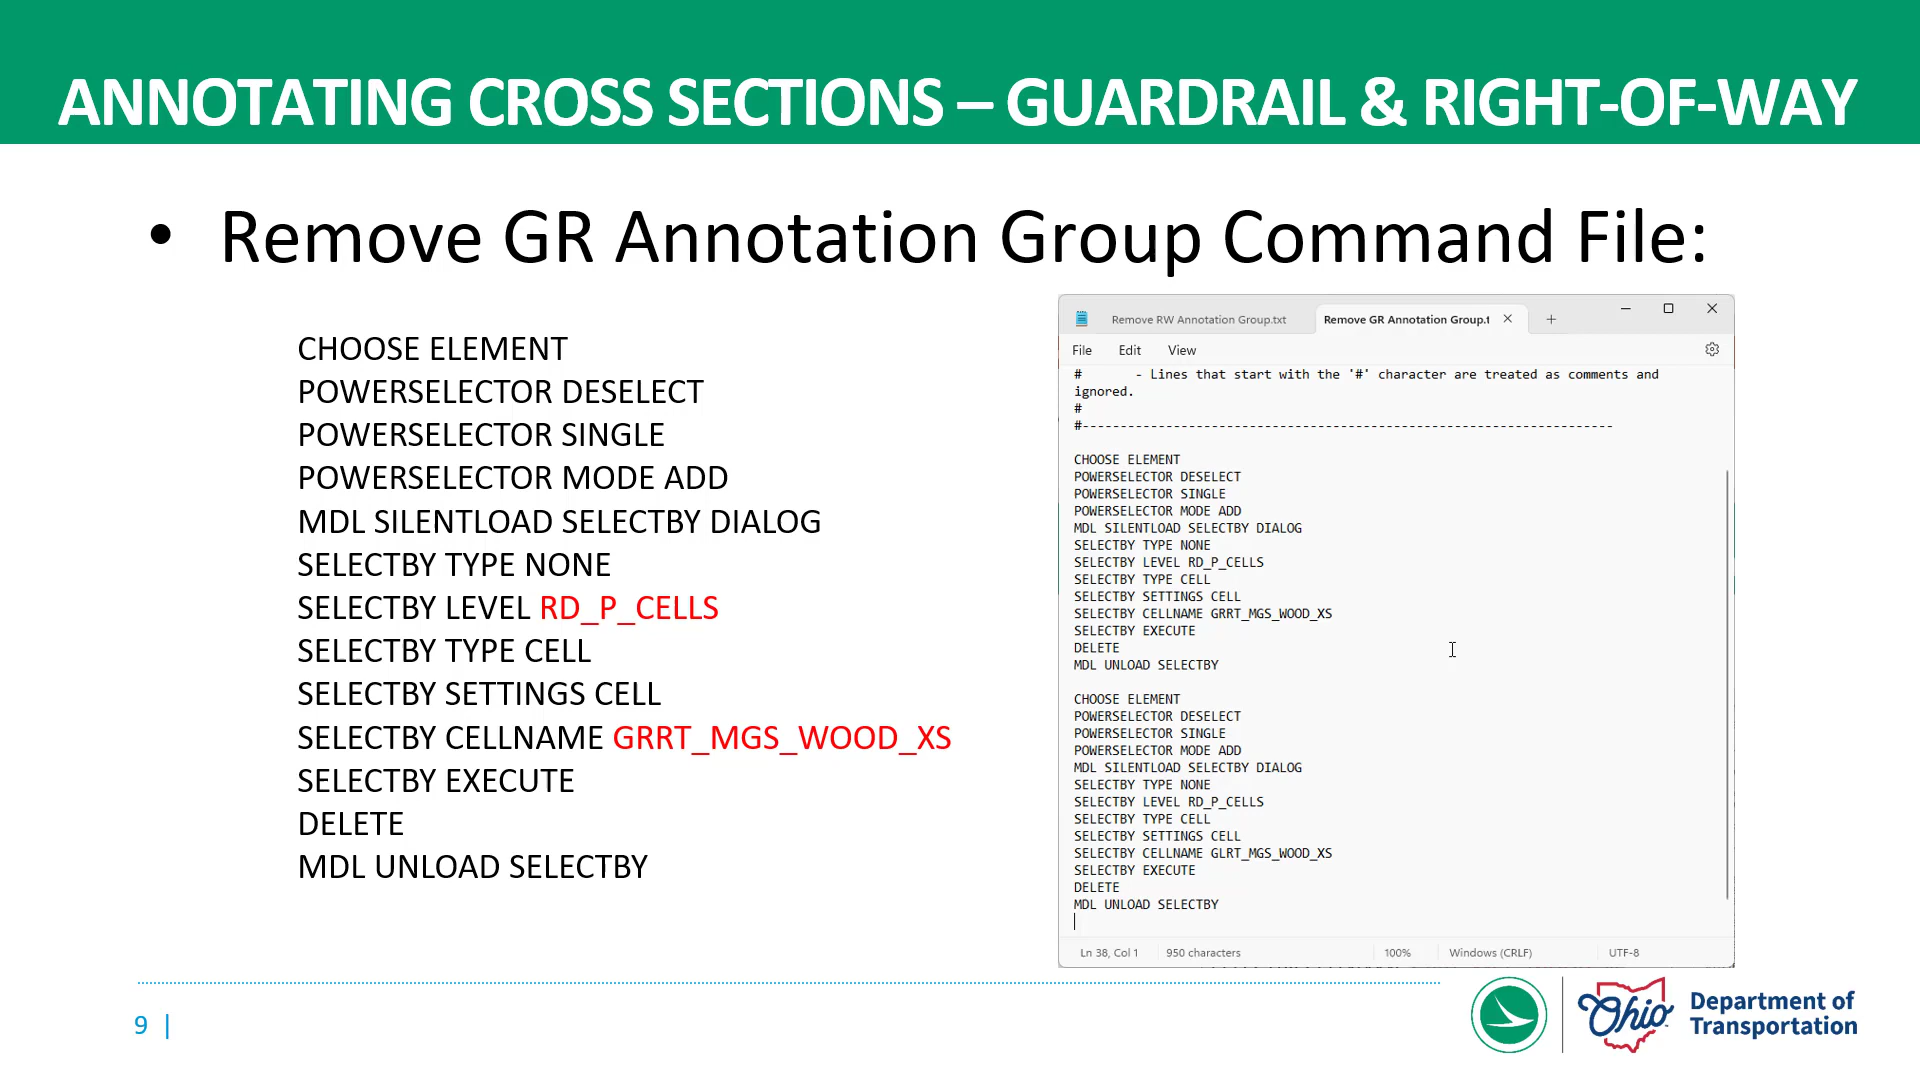 ANNOTATING CROSS SECTIONS – GUARDRAIL & RIGHT-OF-WAY
• Remove GR Annotation Group Command File:
CHOOSE ELEMENT
POWERSELECTOR DESELECT
POWERSELECTOR SINGLE
POWERSELECTOR MODE ADD
MDL SILENTLOAD SELECTBY DIALOG
SELECTBY TYPE NONE
SELECTBY LEVEL RD_P_CELLS
SELECTBY TYPE CELL
SELECTBY SETTINGS CELL
SELECTBY CELLNAME GRRT_MGS_WOOD_XS
SELECTBY EXECUTE
DELETE
MDL UNLOAD SELECTBY
Remove RW Annotation Group.txt
Remove GR Annotation Group.t
File Edit View
# - Lines that start with the '#' character are treated as comments and
ignored.
#
#----------------------------------------------------------------------
CHOOSE ELEMENT
POWERSELECTOR DESELECT
POWERSELECTOR SINGLE
POWERSELECTOR MODE ADD
MDL SILENTLOAD SELECTBY DIALOG
SELECTBY TYPE NONE
SELECTBY LEVEL RD_P_CELLS
SELECTBY TYPE CELL
SELECTBY SETTINGS CELL
SELECTBY CELLNAME GRRT_MGS_WOOD_XS
SELECTBY EXECUTE
DELETE
MDL UNLOAD SELECTBY
CHOOSE ELEMENT
POWERSELECTOR DESELECT
POWERSELECTOR SINGLE
POWERSELECTOR MODE ADD
MDL SILENTLOAD SELECTBY DIALOG
SELECTBY TYPE NONE
SELECTBY LEVEL RD_P_CELLS
SELECTBY TYPE CELL
SELECTBY SETTINGS CELL
SELECTBY CELLNAME GLRT_MGS_WOOD_XS
SELECTBY EXECUTE
DELETE
MDL UNLOAD SELECTBY
Ln 38, Col 1 950 characters 100% Windows (CRLF) UTF-8
9 |
Ohio
Department of
Transportation